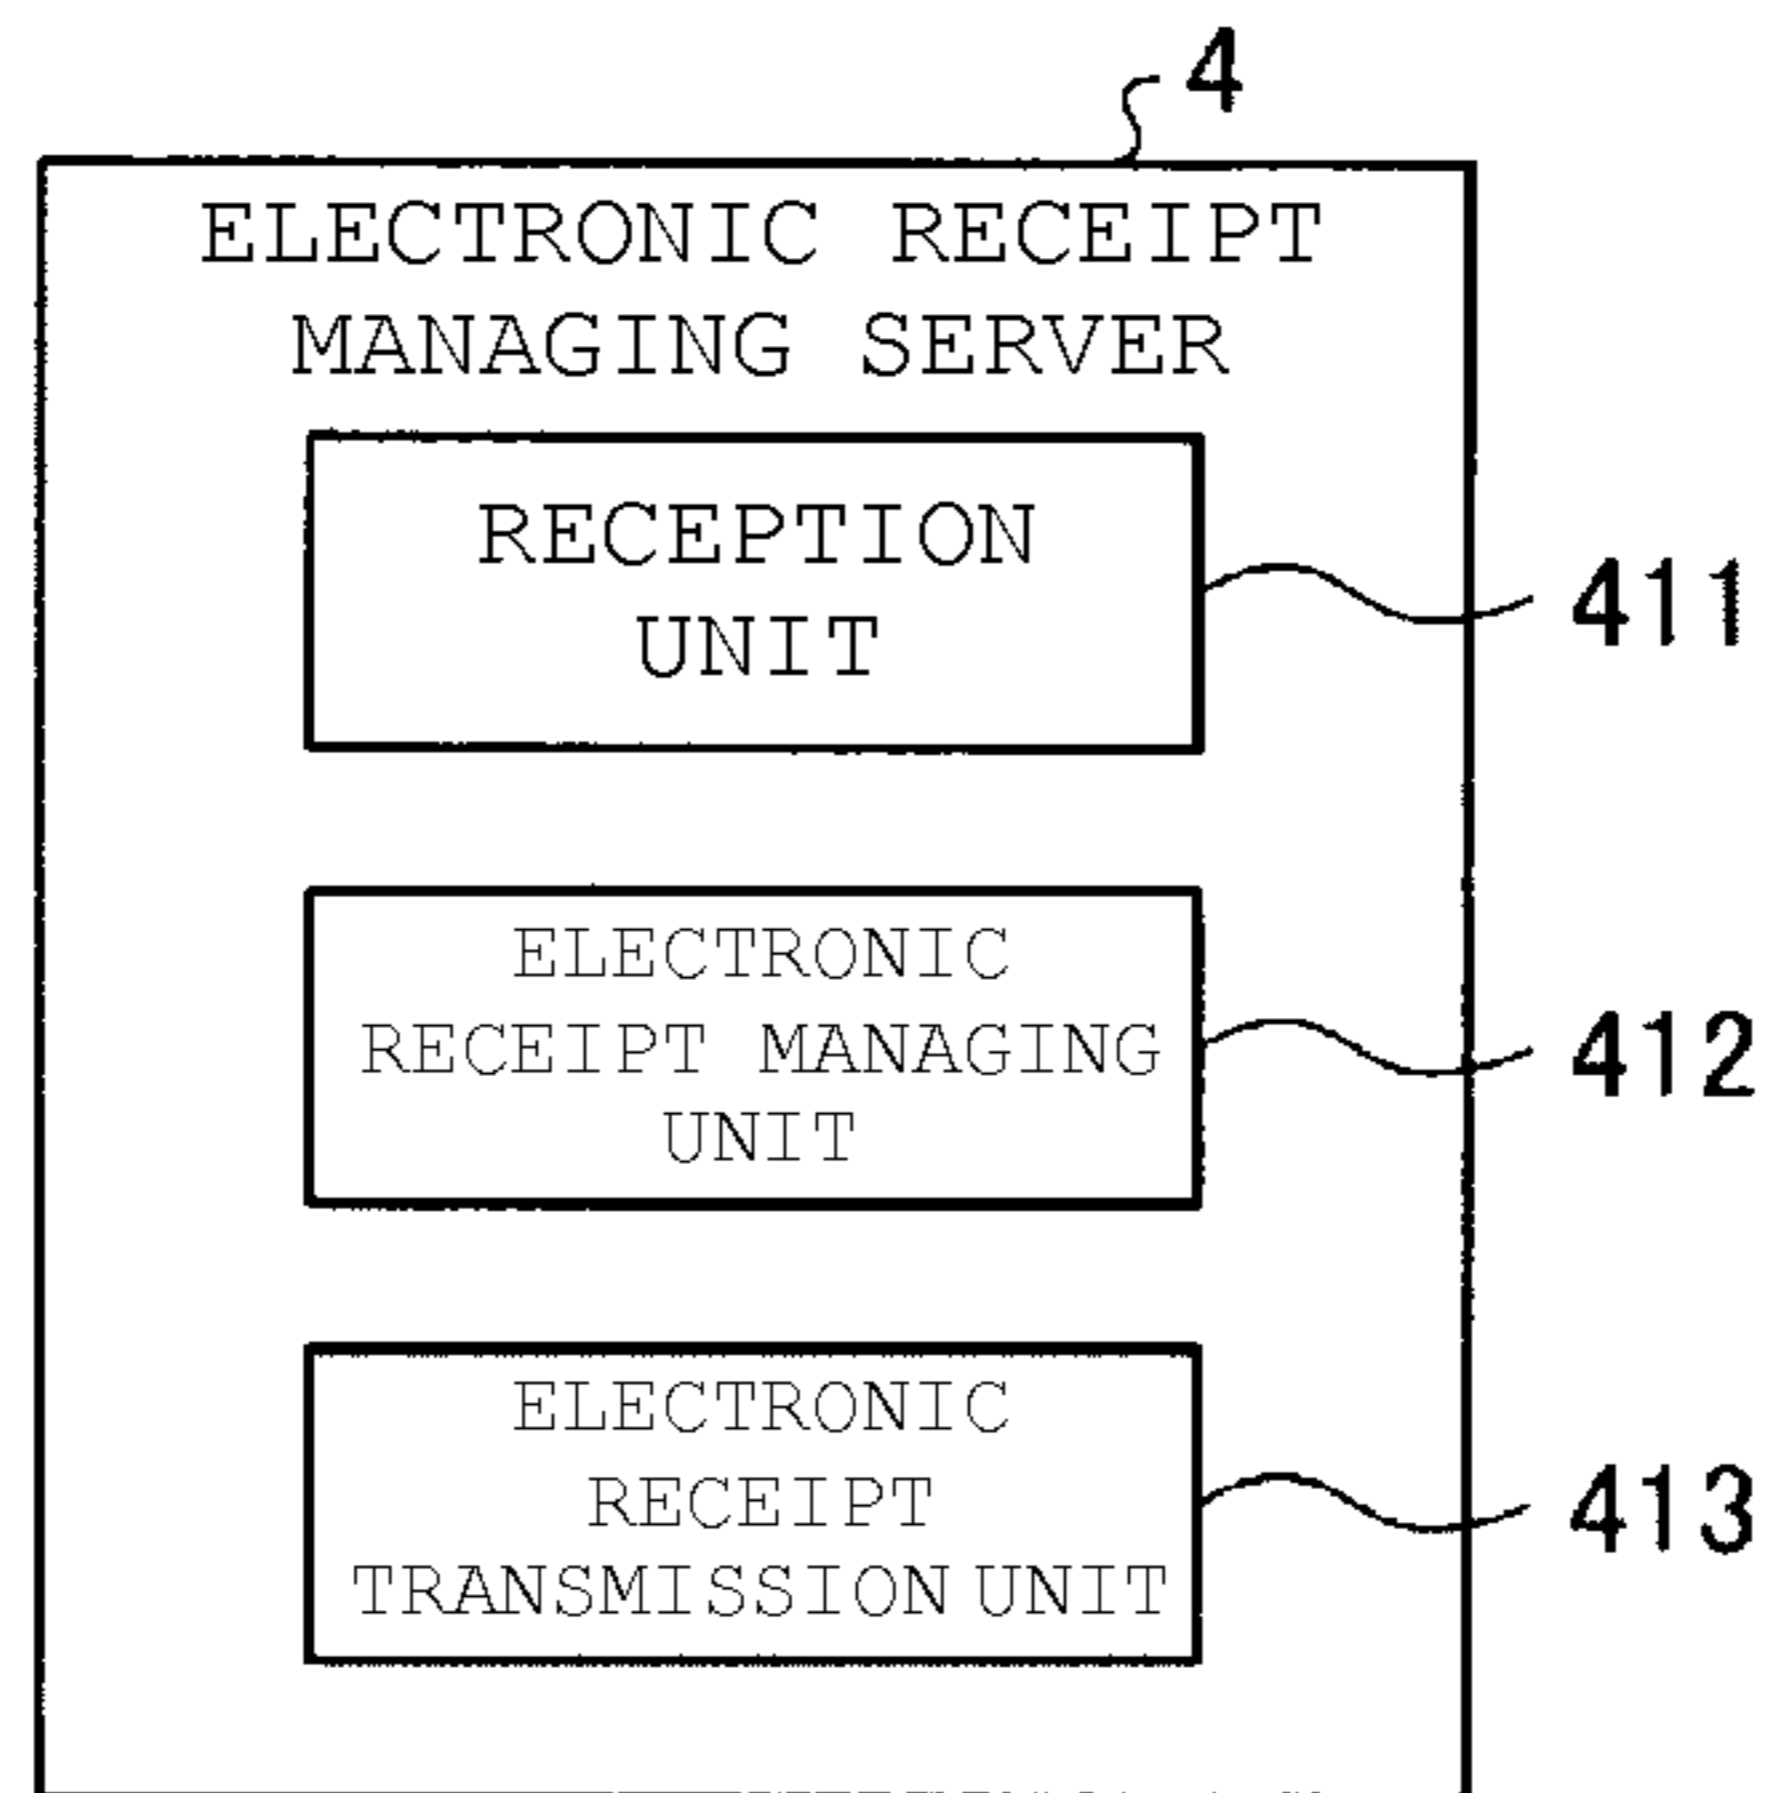 4
ELECTRONIC RECEIPT
MANAGING SERVER
RECEPTION
UNIT
411
ELECTRONIC
RECEIPT MANAGING
UNIT
412
ELECTRONIC
RECEIPT
TRANSMISSION UNIT
413